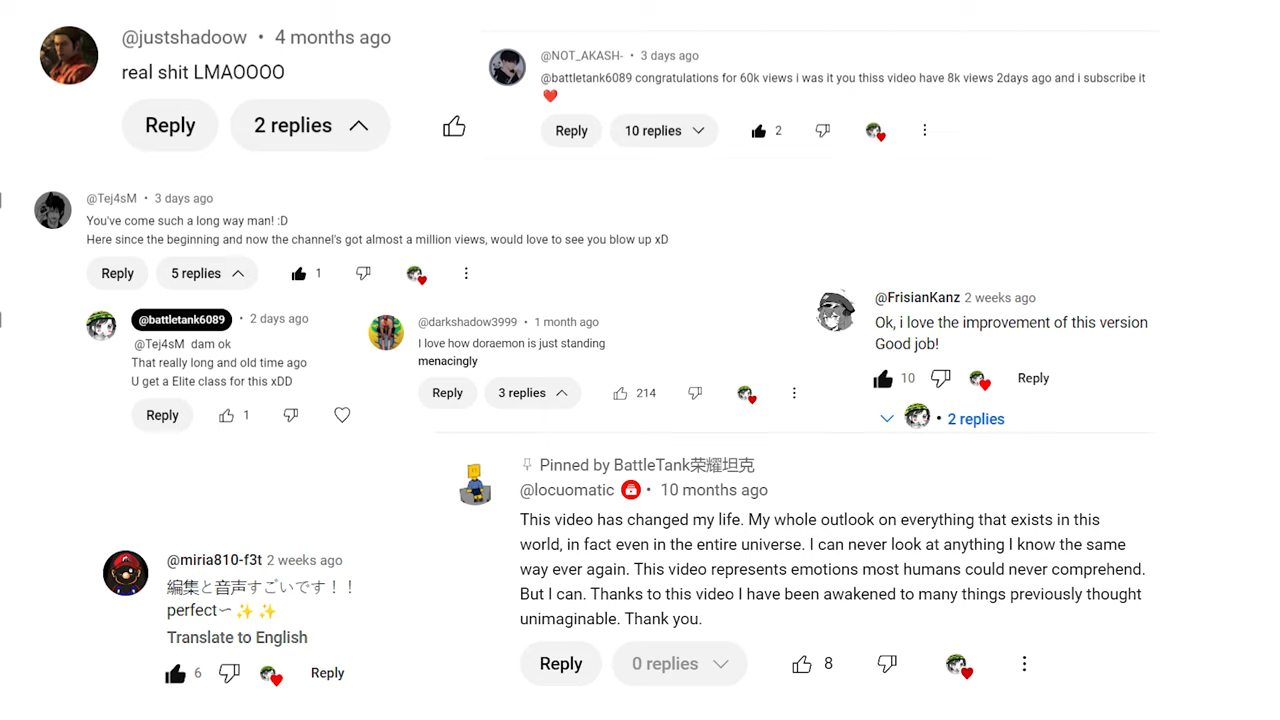 @justshadoow • 4 months ago
real shit LMAOOOO
Reply 2 replies
@NOT_AKASH- • 3 days ago
@battletank6089 congratulations for 60k views i was it you thiss video have 8k views 2days ago and i subscribe it
❤️
Reply 10 replies 2
@Tej4sM • 3 days ago
You've come such a long way man! :D
Here since the beginning and now the channel's got almost a million views, would love to see you blow up xD
Reply 5 replies 1
@battletank6089 • 2 days ago
@Tej4sM dam ok
That really long and old time ago
U get a Elite class for this xDD
Reply 1
@darkshadow3999 • 1 month ago
I love how doraemon is just standing
menacingly
Reply 3 replies 214
@FrisianKanz 2 weeks ago
Ok, i love the improvement of this version
Good job!
10 Reply
• 2 replies
Pinned by BattleTank荣耀坦克
@locuomatic • 10 months ago
This video has changed my life. My whole outlook on everything that exists in this
world, in fact even in the entire universe. I can never look at anything I know the same
way ever again. This video represents emotions most humans could never comprehend.
But I can. Thanks to this video I have been awakened to many things previously thought
unimaginable. Thank you.
Reply 0 replies 8
@miria810-f3t 2 weeks ago
編集と音声すごいです！！
perfect〰✨✨
Translate to English
6 Reply